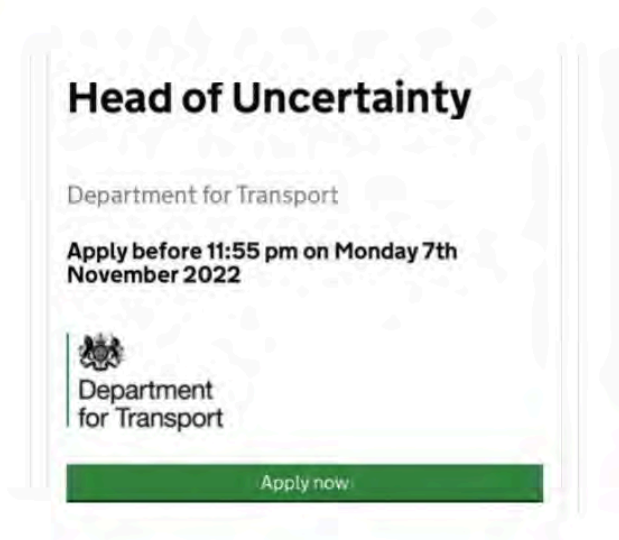 Head of Uncertainty
Department for Transport
Apply before 11:55 pm on Monday 7th
November 2022
Department
for Transport
Apply now